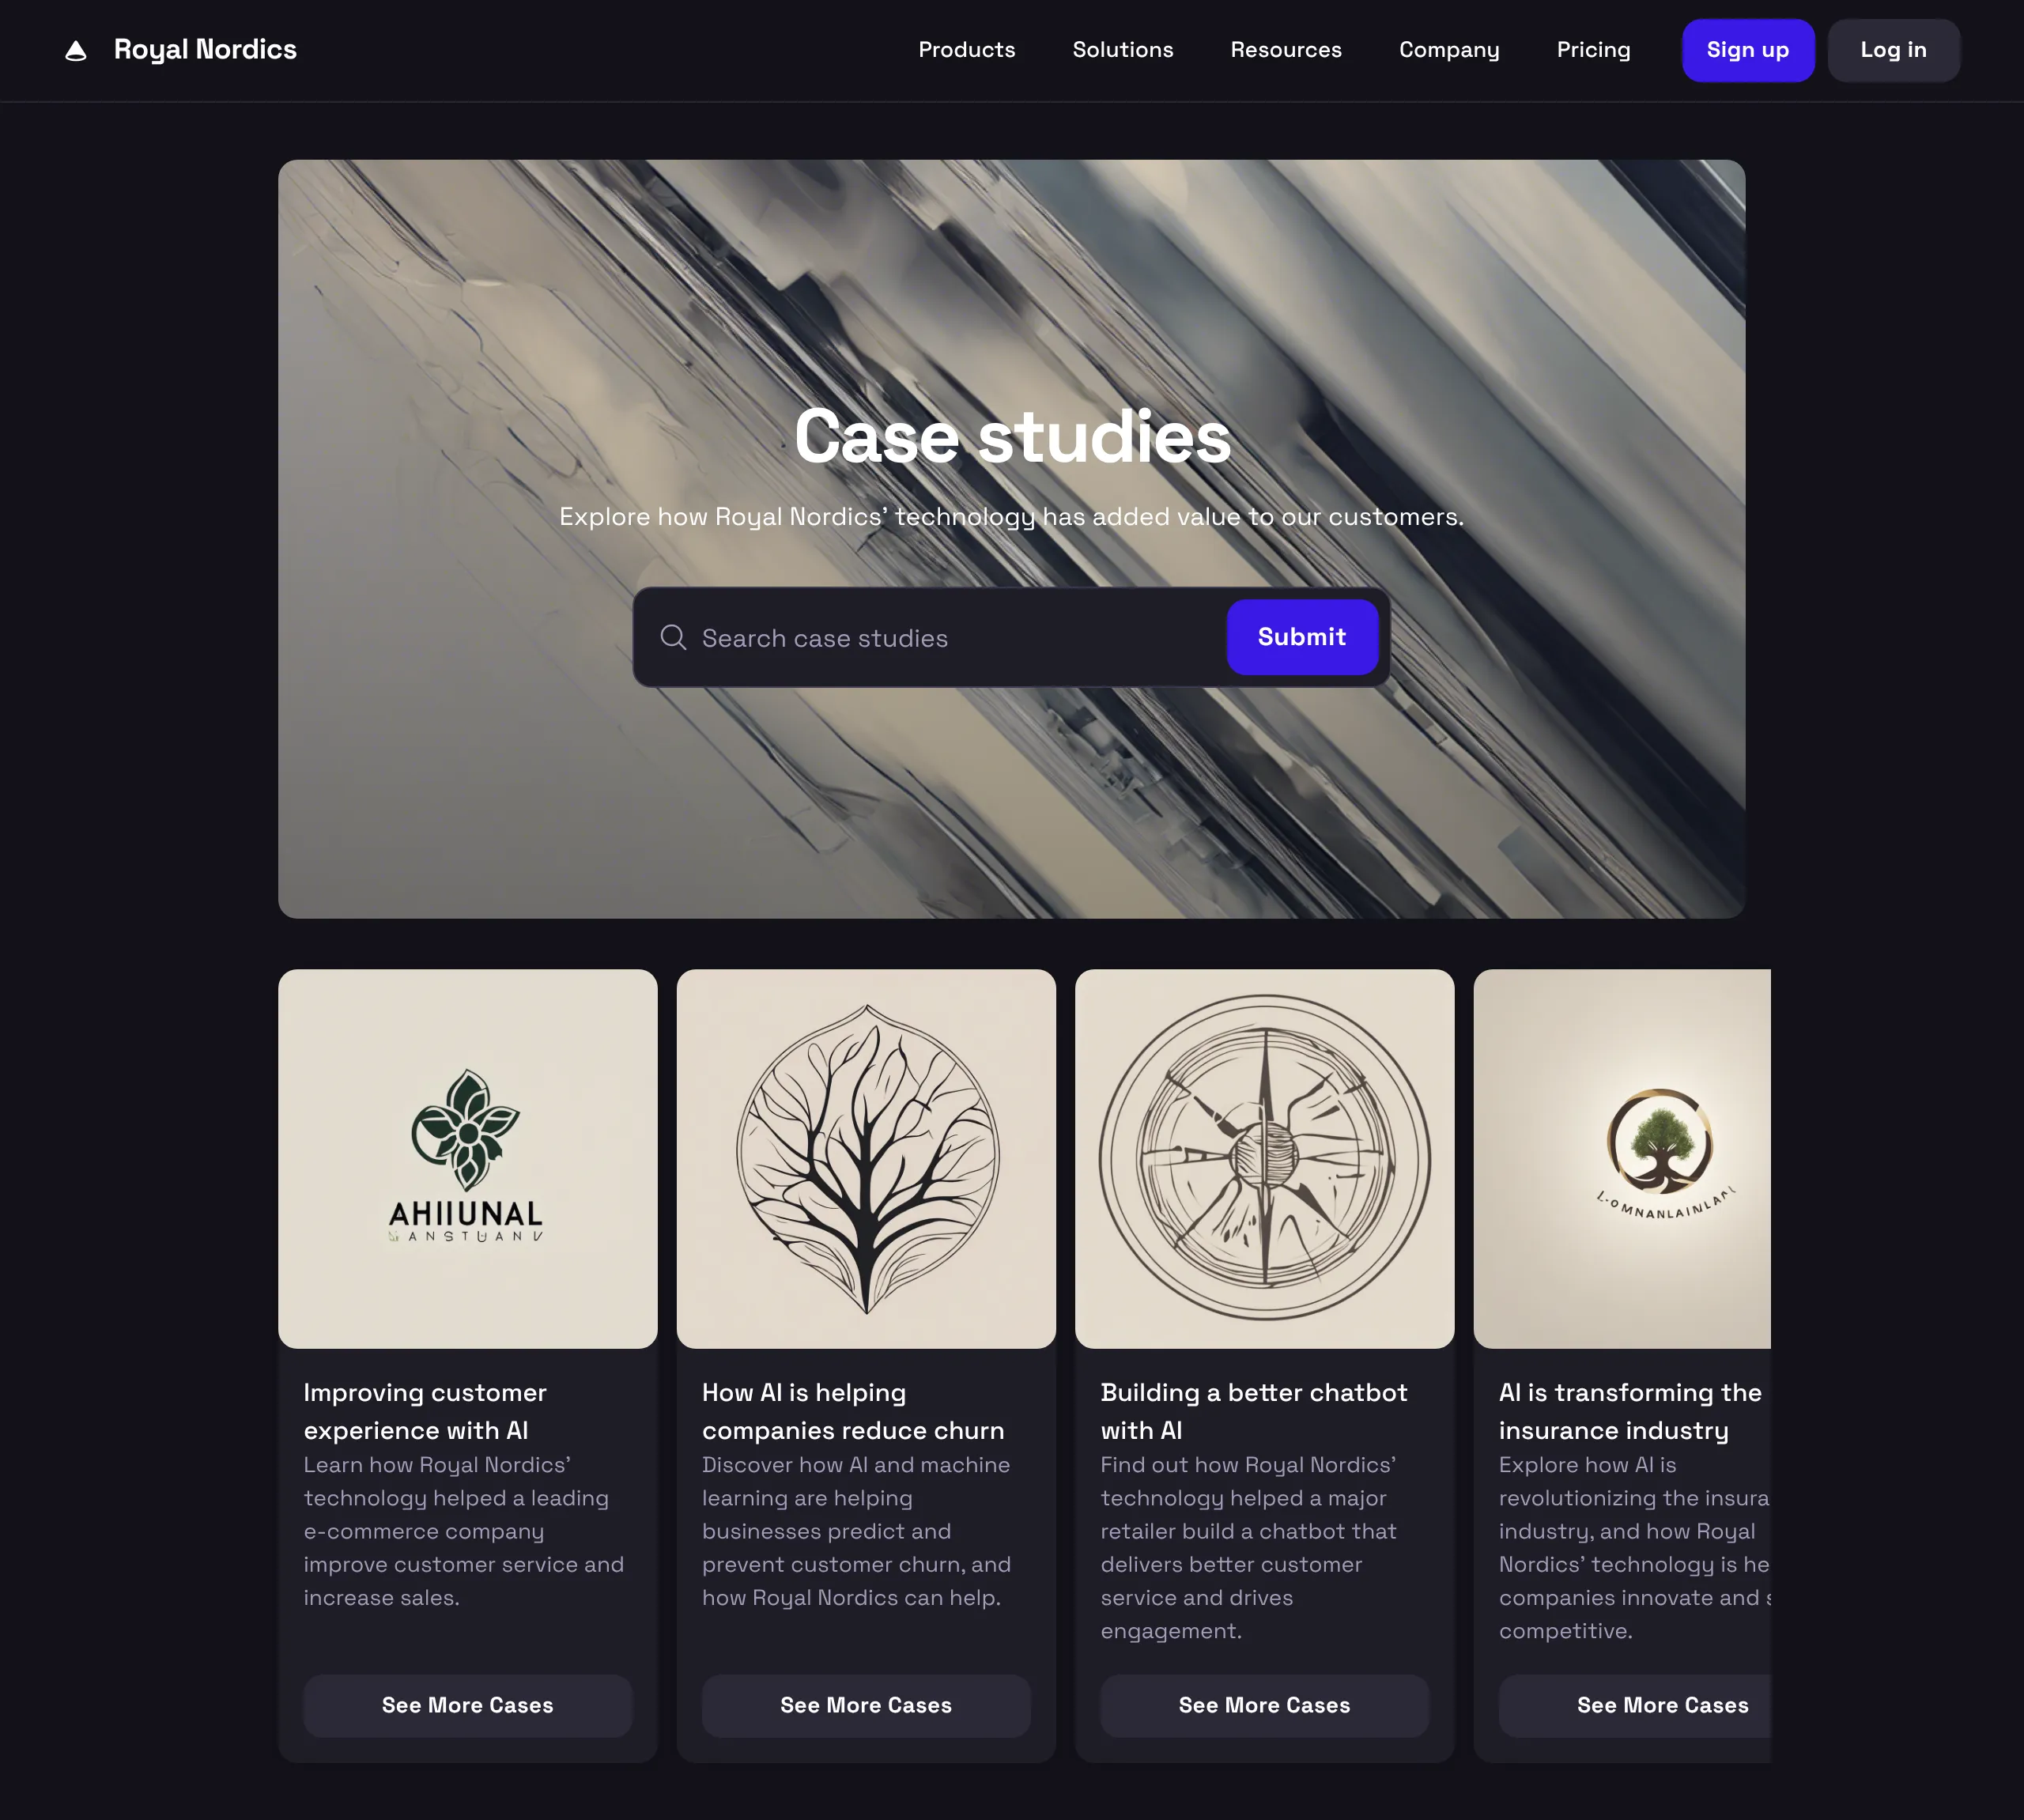 Royal Nordics
Products
Solutions
Resources
Company
Pricing
Sign up
Log in
Case studies
Explore how Royal Nordics’ technology has added value to our customers.
Search case studies
Submit
AHIIUNAL
Improving customer
experience with AI
Learn how Royal Nordics’
technology helped a leading
e-commerce company
improve customer service and
increase sales.
See More Cases
How AI is helping
companies reduce churn
Discover how AI and machine
learning are helping
businesses predict and
prevent customer churn, and
how Royal Nordics can help.
See More Cases
Building a better chatbot
with AI
Find out how Royal Nordics’
technology helped a major
retailer build a chatbot that
delivers better customer
service and drives
engagement.
See More Cases
AI is transforming the
insurance industry
Explore how AI is
revolutionizing the insura
industry, and how Royal
Nordics’ technology is he
companies innovate and s
competitive.
See More Cases